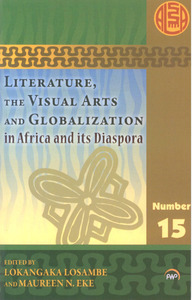 LITERATURE,
THE VISUAL ARTS
AND GLOBALIZATION
in Africa and its Diaspora
Number
15
EDITED BY
LOKANGAKA LOSAMBE
AND MAUREEN N. EKE